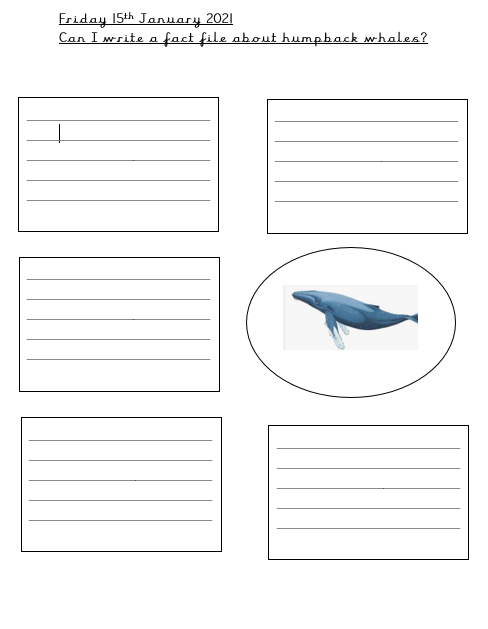 Friday 15th January 2021
Can I write a fact file about humpback whales?